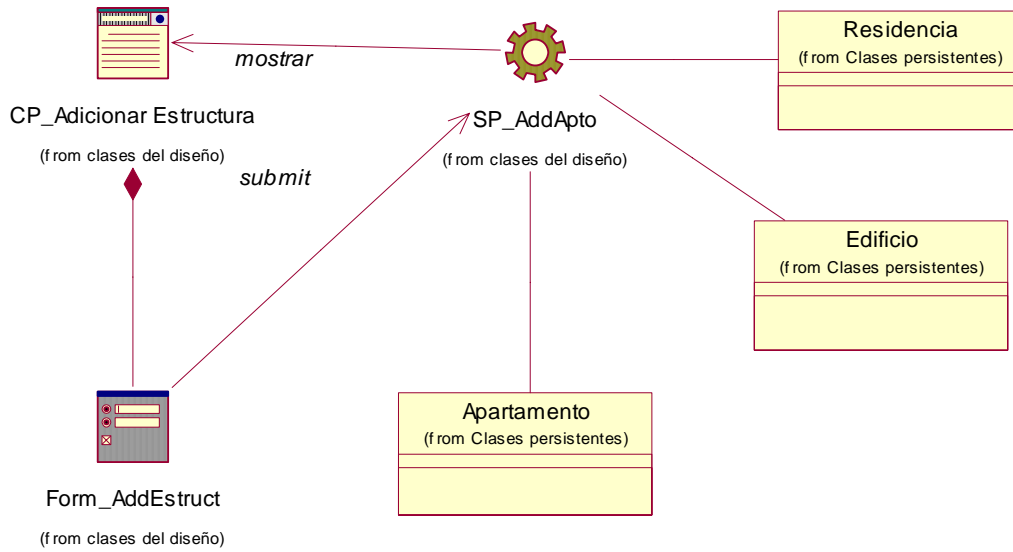 Residencia
(from Clases persistentes)
mostrar
CP_Adicionar Estructura
(from clases del diseño)
SP_AddApto
(from clases del diseño)
submit
Edificio
(from Clases persistentes)
Apartamento
(from Clases persistentes)
Form_AddEstruct
(from clases del diseño)